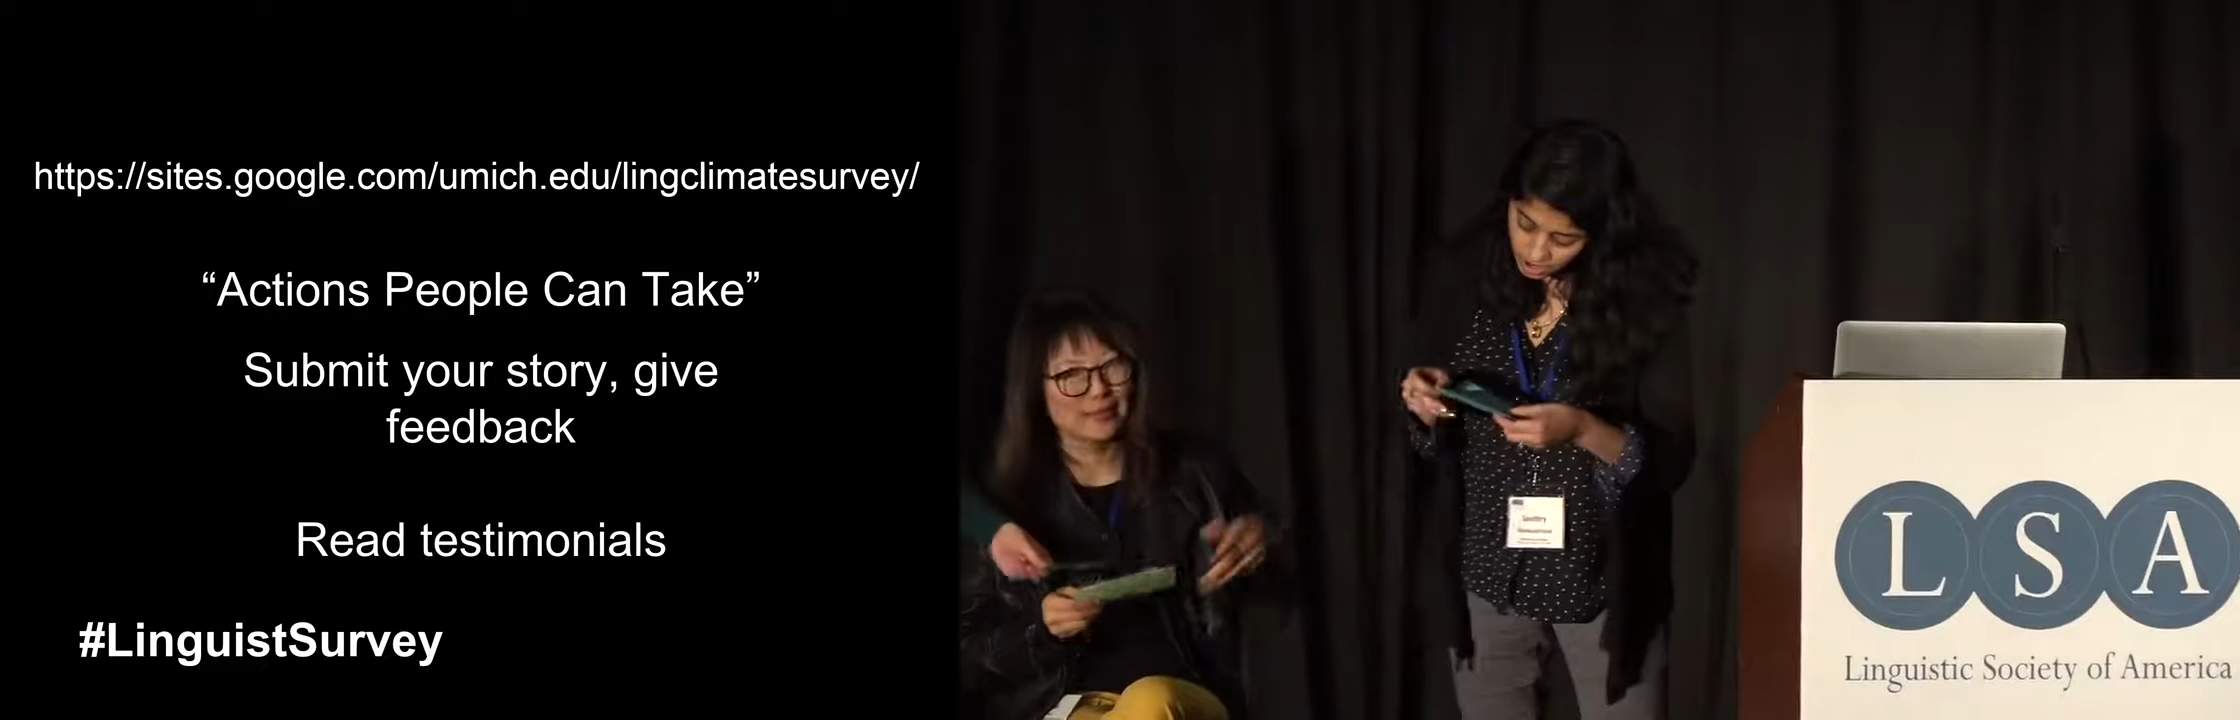 https://sites.google.com/umich.edu/lingclimatesurvey/
“Actions People Can Take”
Submit your story, give
feedback
Read testimonials
#LinguistSurvey
LSA
Linguistic Society of America